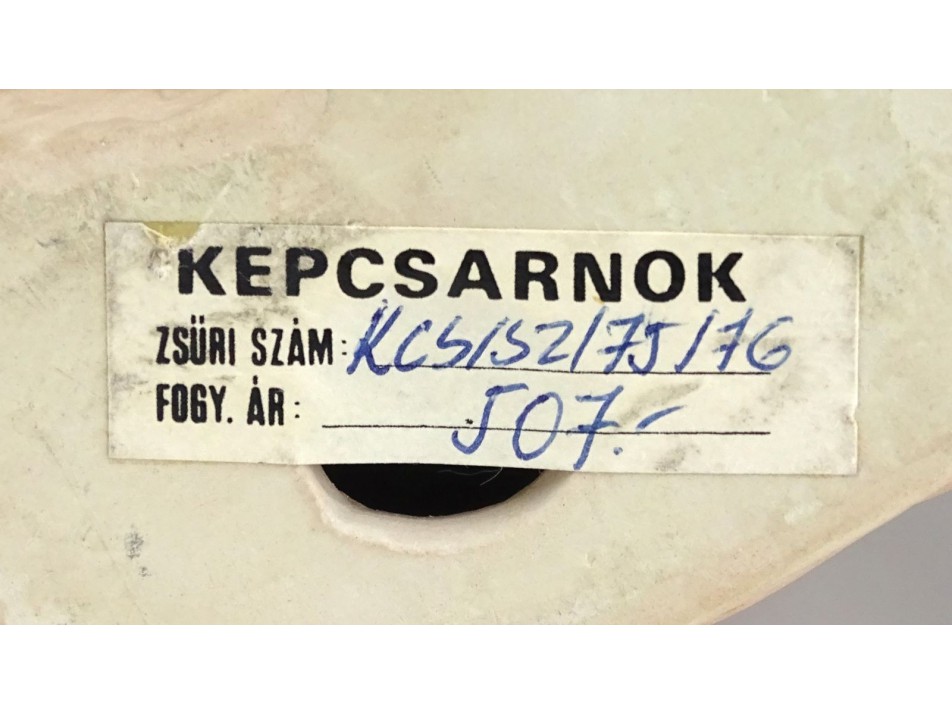 KEPCSARNOK
ZSÜRI SZÁM: KCS/52/75/76
FOGY. ÁR: 507.-